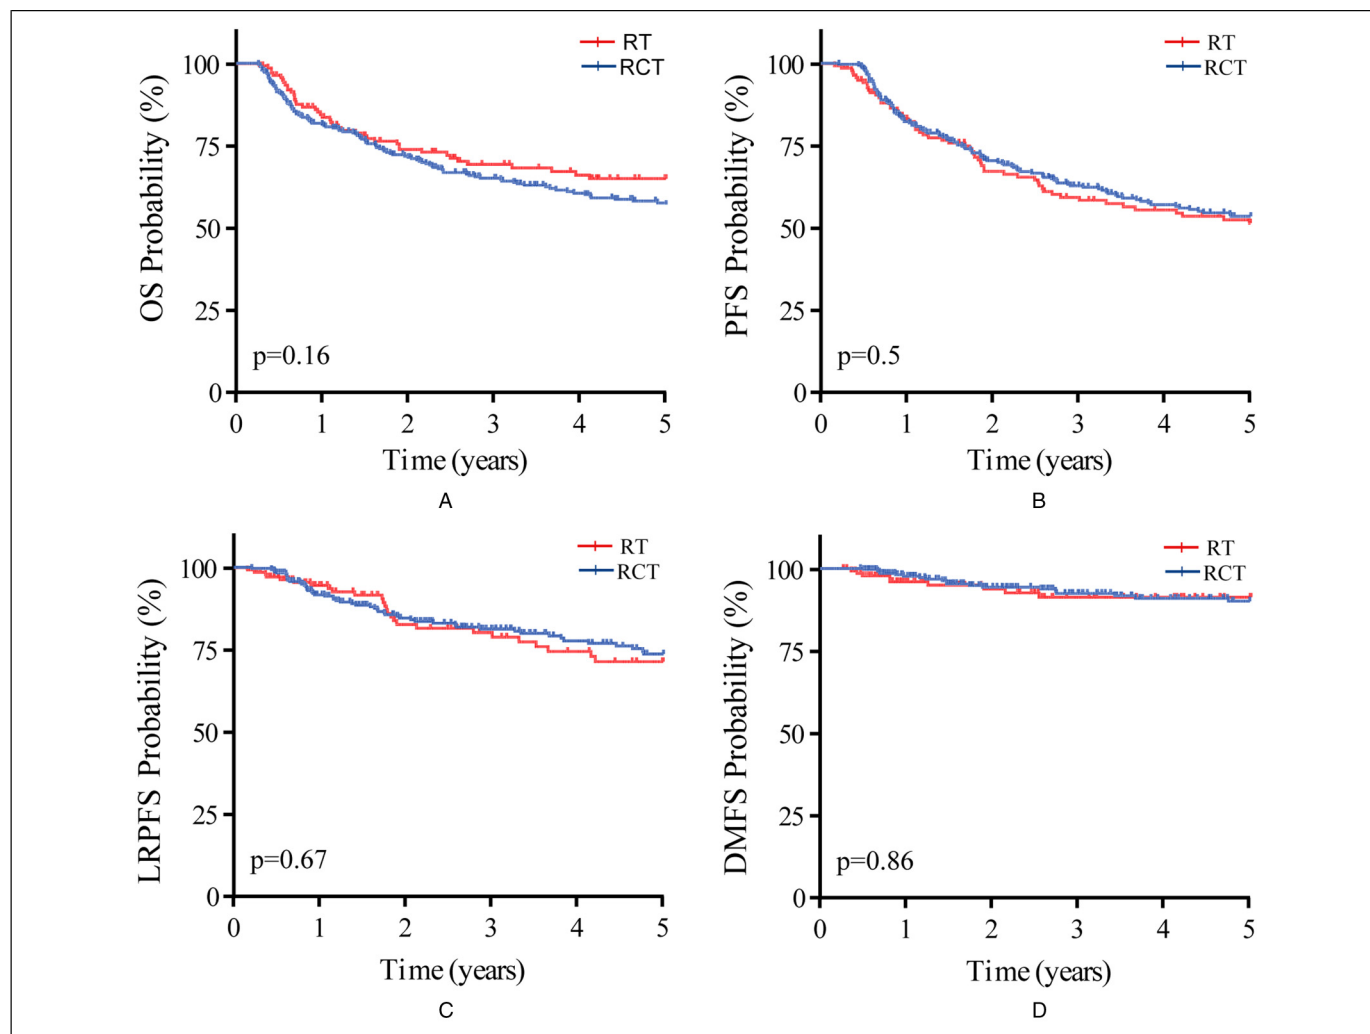 RT
RCT
OS Probability (%)
100
75
50
25
0
p=0.16
0 1 2 3 4 5
Time (years)
A
RT
RCT
PFS Probability (%)
100
75
50
25
0
p=0.5
0 1 2 3 4 5
Time (years)
B
RT
RCT
LRPFS Probability (%)
100
75
50
25
0
p=0.67
0 1 2 3 4 5
Time (years)
C
RT
RCT
DMFS Probability (%)
100
75
50
25
0
p=0.86
0 1 2 3 4 5
Time (years)
D